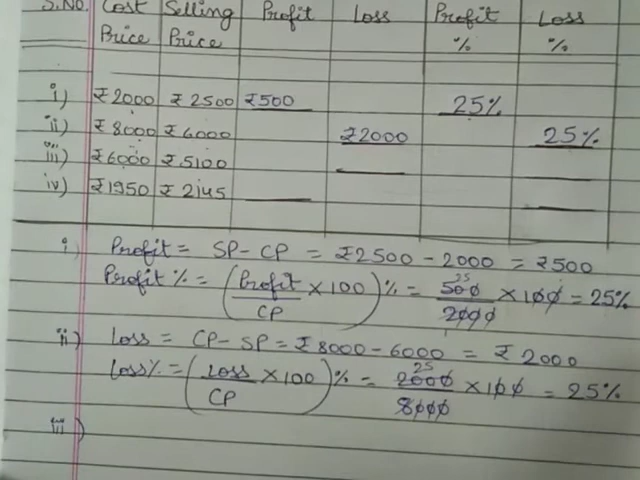 S.No. Cost Price Selling Price Profit Loss Profit % Loss %
i) ₹2000 ₹2500 ₹500 25%
ii) ₹8000 ₹6000 ₹2000 25%
iii) ₹6000 ₹5100
iv) ₹1950 ₹2145
i) Profit = SP - CP = ₹2500 - 2000 = ₹500
Profit % = (Profit/CP × 100)% = 500/2000 × 100 = 25%
25
ii) Loss = CP - SP = ₹8000 - 6000 = ₹2000
Loss% = (Loss/CP × 100)% = 2000/8000 × 100 = 25%
25
iii)